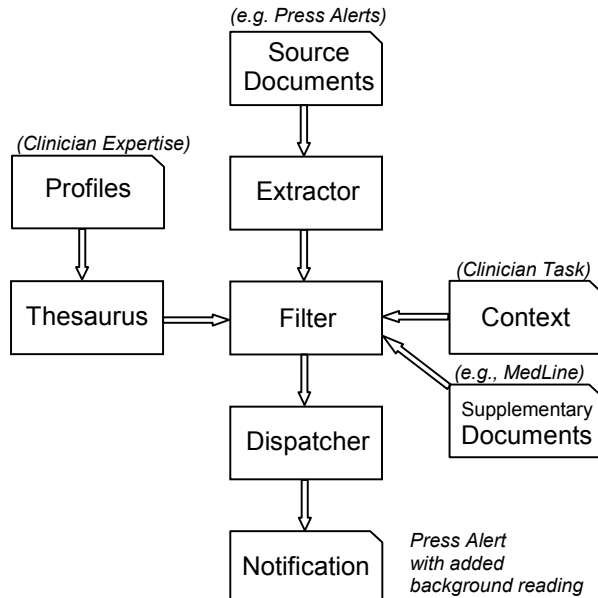 (e.g. Press Alerts)
Source
Documents
(Clinician Expertise)
Profiles
Extractor
Thesaurus
Filter
(Clinician Task)
Context
(e.g., MedLine)
Supplementary
Documents
Dispatcher
Notification
Press Alert
with added
background reading